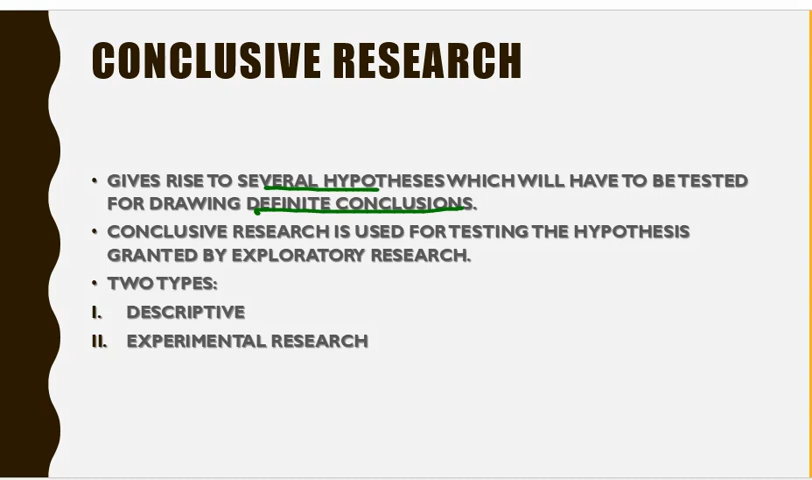 CONCLUSIVE RESEARCH
• GIVES RISE TO SEVERAL HYPOTHESES WHICH WILL HAVE TO BE TESTED
FOR DRAWING DEFINITE CONCLUSIONS.
• CONCLUSIVE RESEARCH IS USED FOR TESTING THE HYPOTHESIS
GRANTED BY EXPLORATORY RESEARCH.
• TWO TYPES:
I. DESCRIPTIVE
II. EXPERIMENTAL RESEARCH